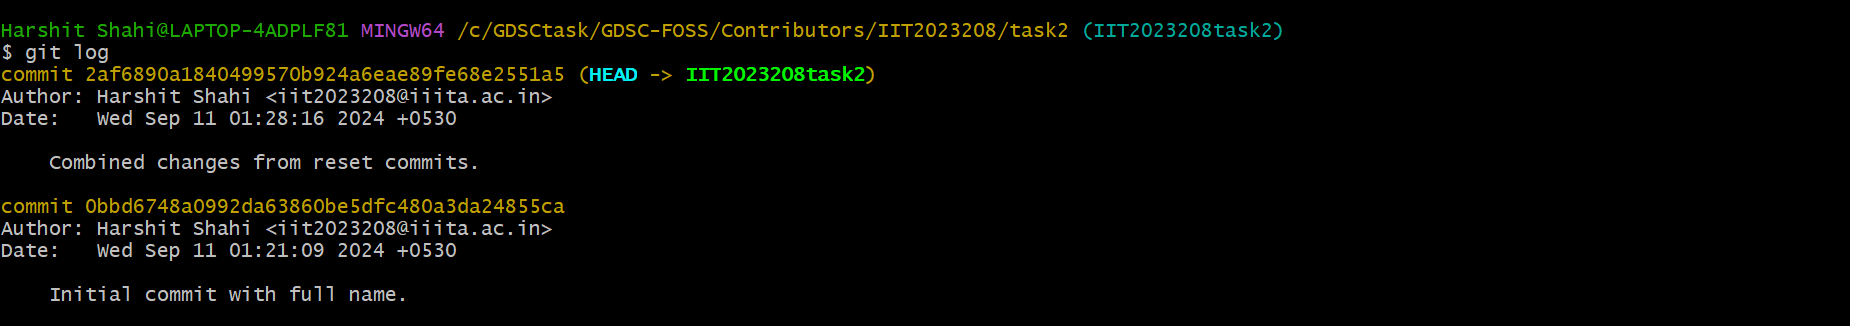 Harshit Shahi@LAPTOP-4ADPLF81 MINGW64 /c/GDSCtask/GDSC-FOSS/Contributors/IIT2023208/task2 (IIT2023208task2)
$ git log
commit 2af6890a1840499570b924a6eae89fe68e2551a5 (HEAD -> IIT2023208task2)
Author: Harshit Shahi <iit2023208@iiita.ac.in>
Date:   Wed Sep 11 01:28:16 2024 +0530
    Combined changes from reset commits.
commit 0bbd6748a0992da63860be5dfc480a3da24855ca
Author: Harshit Shahi <iit2023208@iiita.ac.in>
Date:   Wed Sep 11 01:21:09 2024 +0530
    Initial commit with full name.